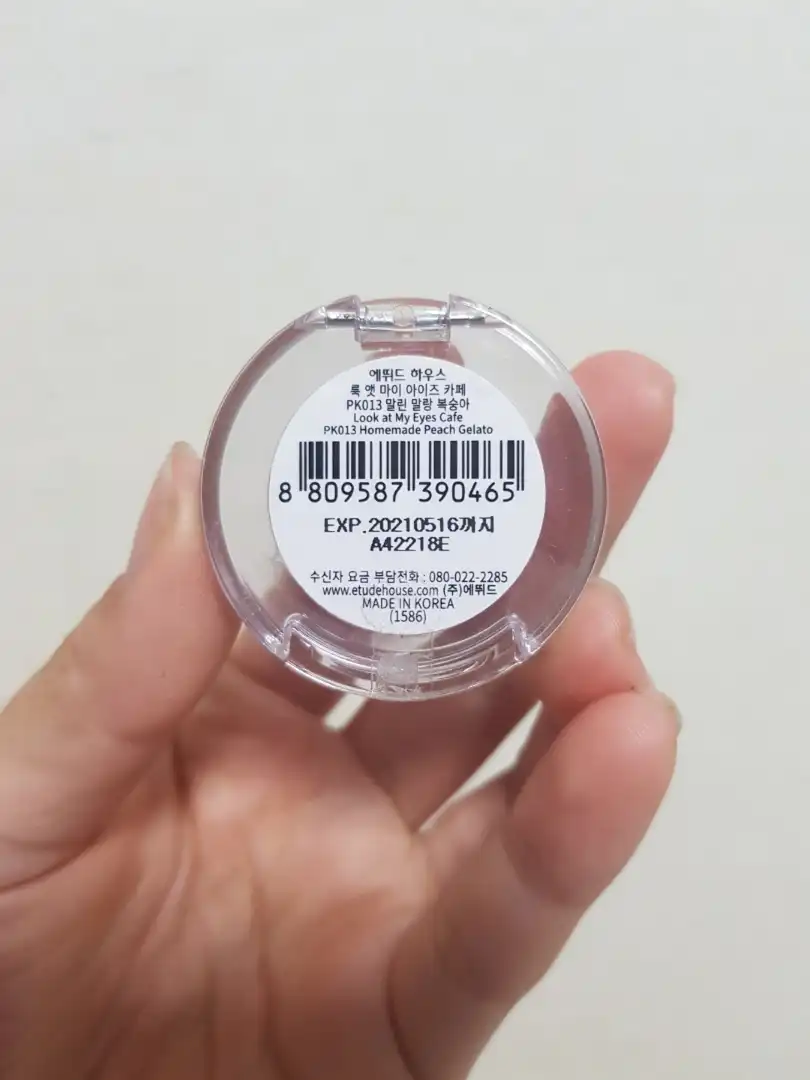 에뛰드 하우스
룩 앳 마이 아이즈 카페
PK013 말린 말랑 복숭아
Look at My Eyes Cafe
PK013 Homemade Peach Gelato
8 809587 390465
EXP.20210516까지
A42218E
수신자 요금 부담전화 : 080-022-2285
www.etudehouse.com (주)에뛰드
MADE IN KOREA
(1586)